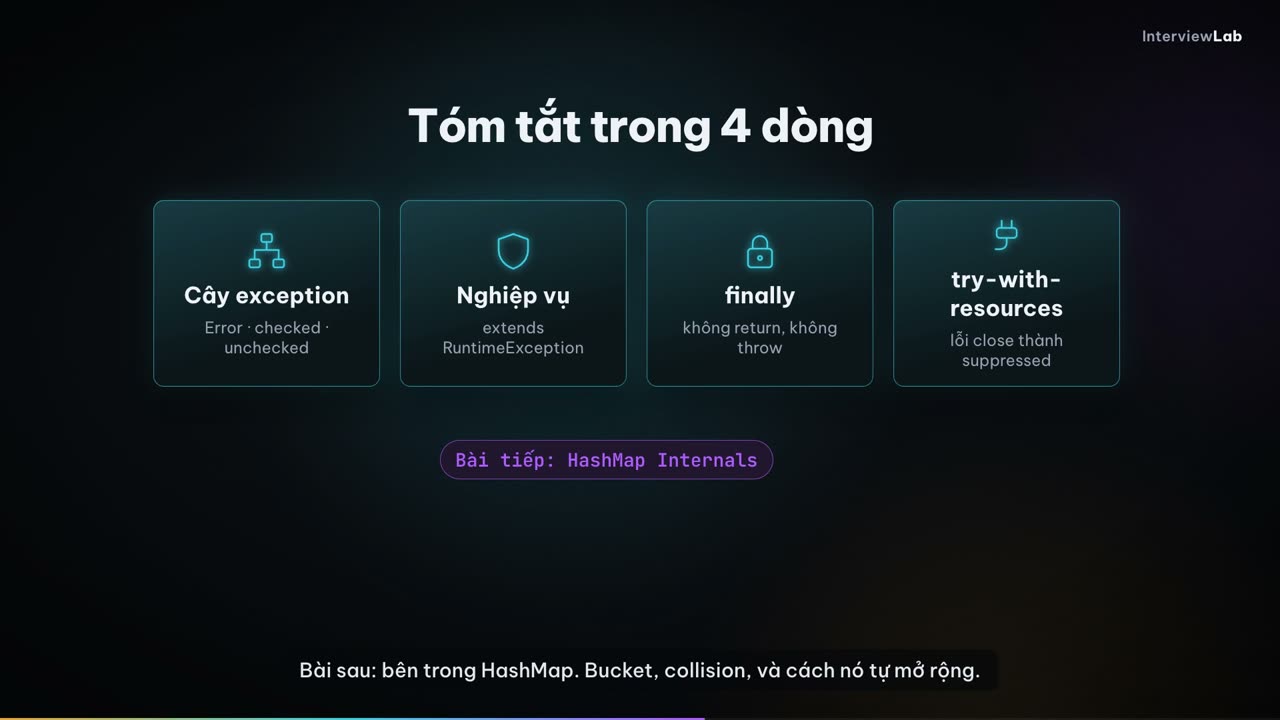 InterviewLab
Tóm tắt trong 4 dòng
Cây exception
Error · checked ·
unchecked
Nghiệp vụ
extends
RuntimeException
finally
không return, không
throw
try-with-
resources
lỗi close thành
suppressed
Bài tiếp: HashMap Internals
Bài sau: bên trong HashMap. Bucket, collision, và cách nó tự mở rộng.